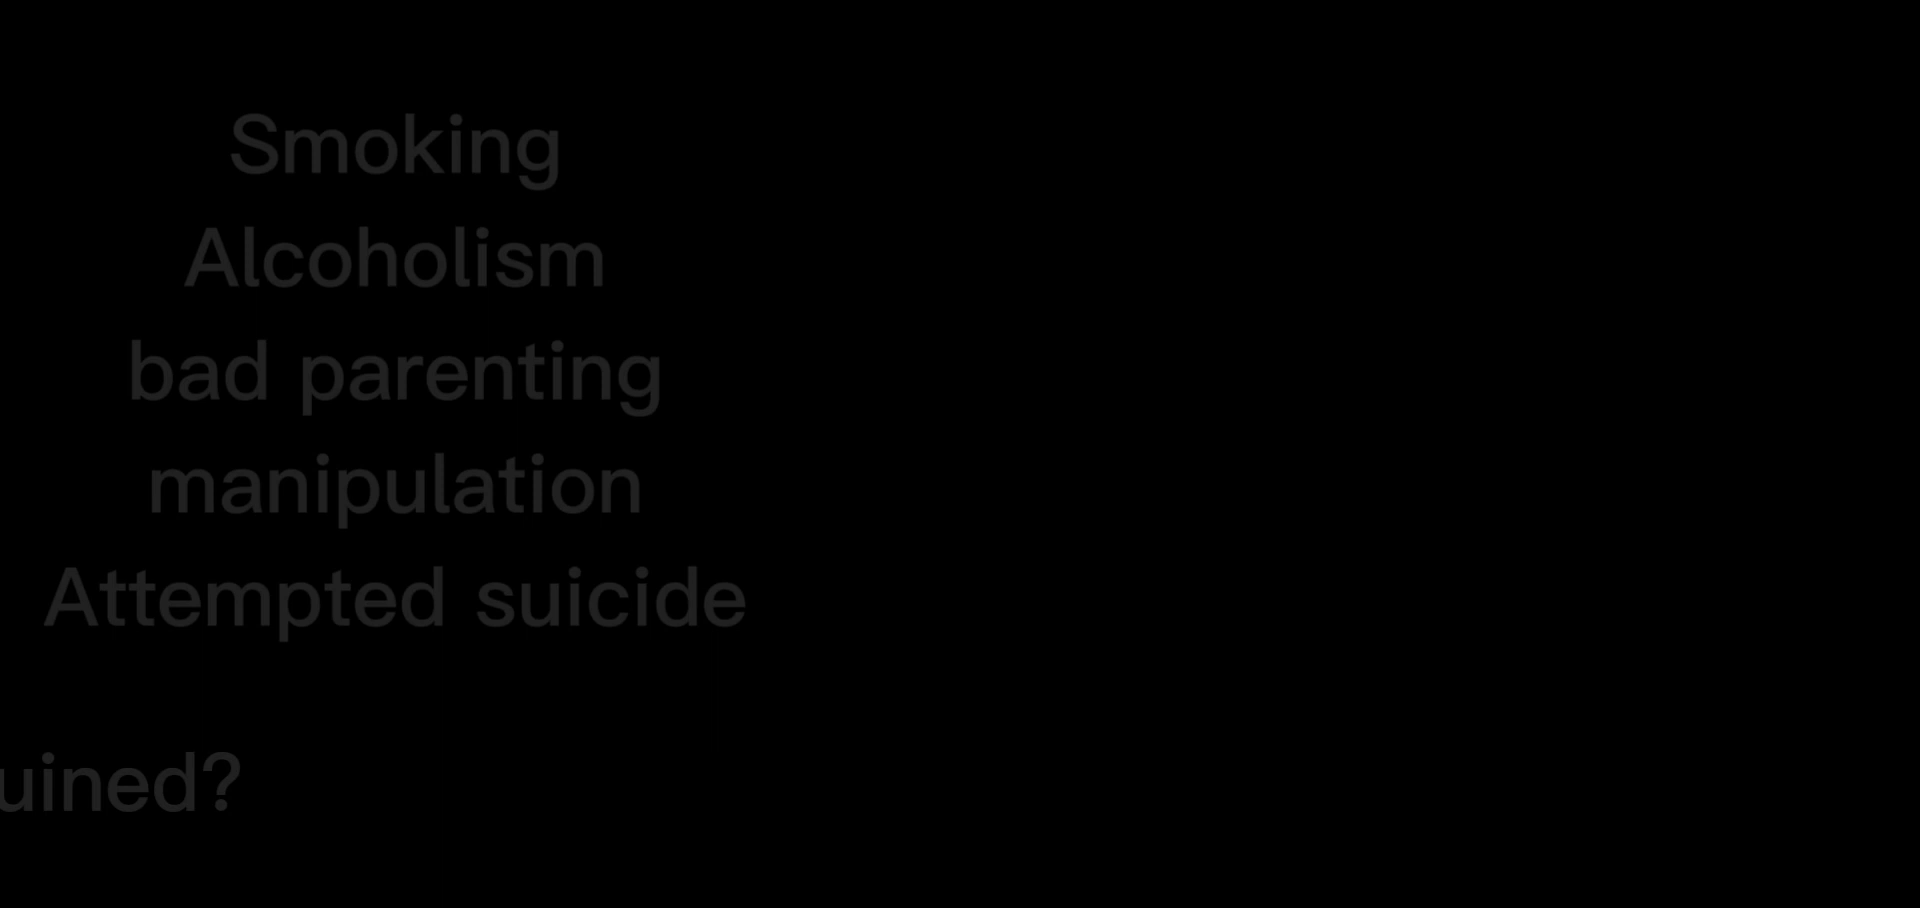 Smoking
Alcoholism
bad parenting
manipulation
Attempted suicide
uined?